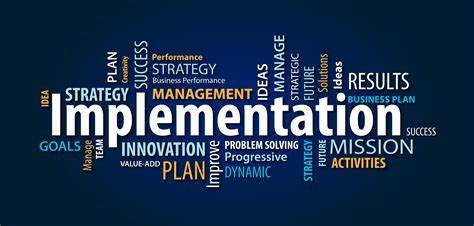 IDEA
PLAN
Creativity
SUCCESS
Performance
STRATEGY
Business Performance
STRATEGY
MANAGEMENT
IDEAS
MANAGE
STRATEGIC
FUTURE
Solutions
Ideas
RESULTS
BUSINESS PLAN
Implementation
SUCCESS
GOALS
Manage
TEAM
INNOVATION
VALUE-ADD
PLAN
Improve
PROBLEM SOLVING
Progressive
DYNAMIC
STRATEGY
FUTURE
MISSION
ACTIVITIES